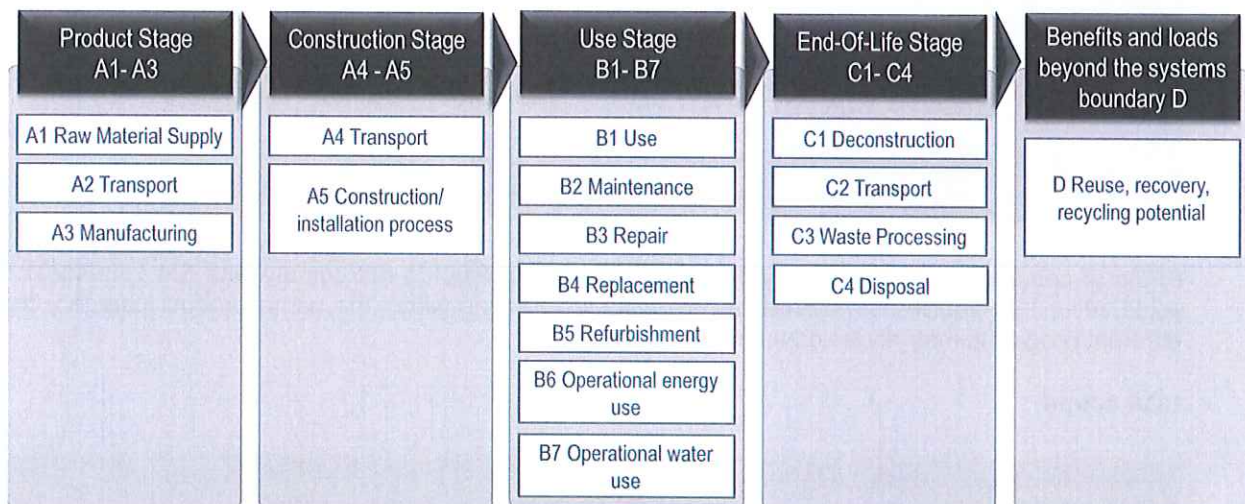 Product Stage
A1- A3
A1 Raw Material Supply
A2 Transport
A3 Manufacturing
Construction Stage
A4 - A5
A4 Transport
A5 Construction/
installation process
Use Stage
B1- B7
B1 Use
B2 Maintenance
B3 Repair
B4 Replacement
B5 Refurbishment
B6 Operational energy
use
B7 Operational water
use
End-Of-Life Stage
C1- C4
C1 Deconstruction
C2 Transport
C3 Waste Processing
C4 Disposal
Benefits and loads
beyond the systems
boundary D
D Reuse, recovery,
recycling potential